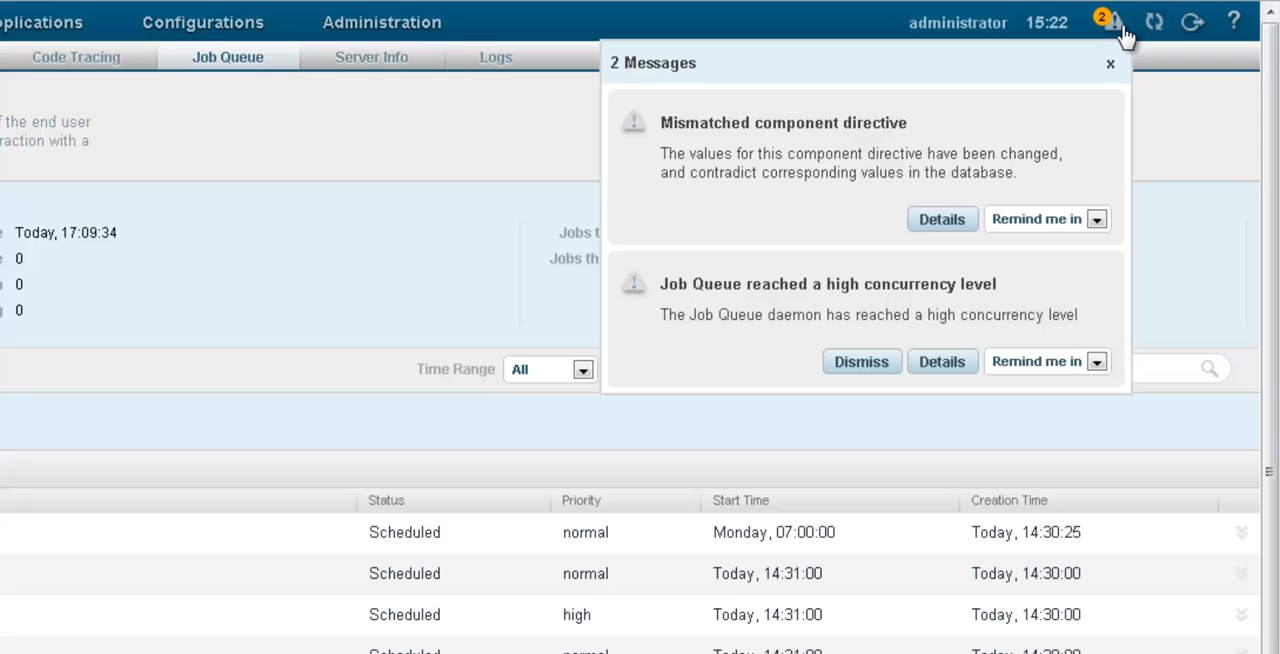 plications Configurations Administration administrator 15:22 2 ?
Code Tracing Job Queue Server Info Logs
2 Messages x
Mismatched component directive
f the end user
raction with a
The values for this component directive have been changed,
and contradict corresponding values in the database.
Details Remind me in
Today, 17:09:34 Jobs t
0 Jobs th
0
0
Job Queue reached a high concurrency level
The Job Queue daemon has reached a high concurrency level
Dismiss Details Remind me in
Time Range All
Status Priority Start Time Creation Time
Scheduled normal Monday, 07:00:00 Today, 14:30:25
Scheduled normal Today, 14:31:00 Today, 14:30:00
Scheduled high Today, 14:31:00 Today, 14:30:00